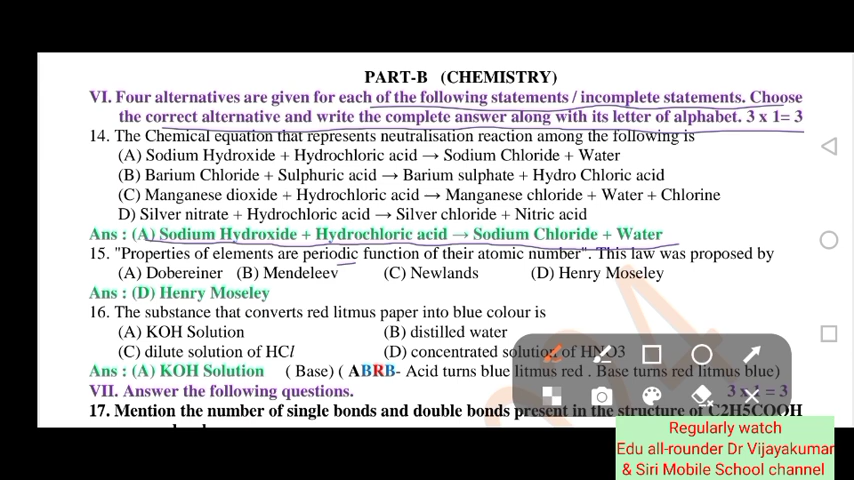 PART-B (CHEMISTRY)
VI. Four alternatives are given for each of the following statements / incomplete statements. Choose
the correct alternative and write the complete answer along with its letter of alphabet. 3 x 1= 3
14. The Chemical equation that represents neutralisation reaction among the following is
(A) Sodium Hydroxide + Hydrochloric acid → Sodium Chloride + Water
(B) Barium Chloride + Sulphuric acid → Barium sulphate + Hydro Chloric acid
(C) Manganese dioxide + Hydrochloric acid → Manganese chloride + Water + Chlorine
D) Silver nitrate + Hydrochloric acid → Silver chloride + Nitric acid
Ans : (A) Sodium Hydroxide + Hydrochloric acid → Sodium Chloride + Water
15. "Properties of elements are periodic function of their atomic number". This law was proposed by
(A) Dobereiner (B) Mendeleev (C) Newlands (D) Henry Moseley
Ans : (D) Henry Moseley
16. The substance that converts red litmus paper into blue colour is
(A) KOH Solution (B) distilled water
(C) dilute solution of HCl (D) concentrated solution of HNO3
Ans : (A) KOH Solution ( Base) ( ABRB- Acid turns blue litmus red . Base turns red litmus blue)
VII. Answer the following questions. 3 x 1 = 3
17. Mention the number of single bonds and double bonds present in the structure of C2H5COOH
Regularly watch
Edu all-rounder Dr Vijayakumar
& Siri Mobile School channel